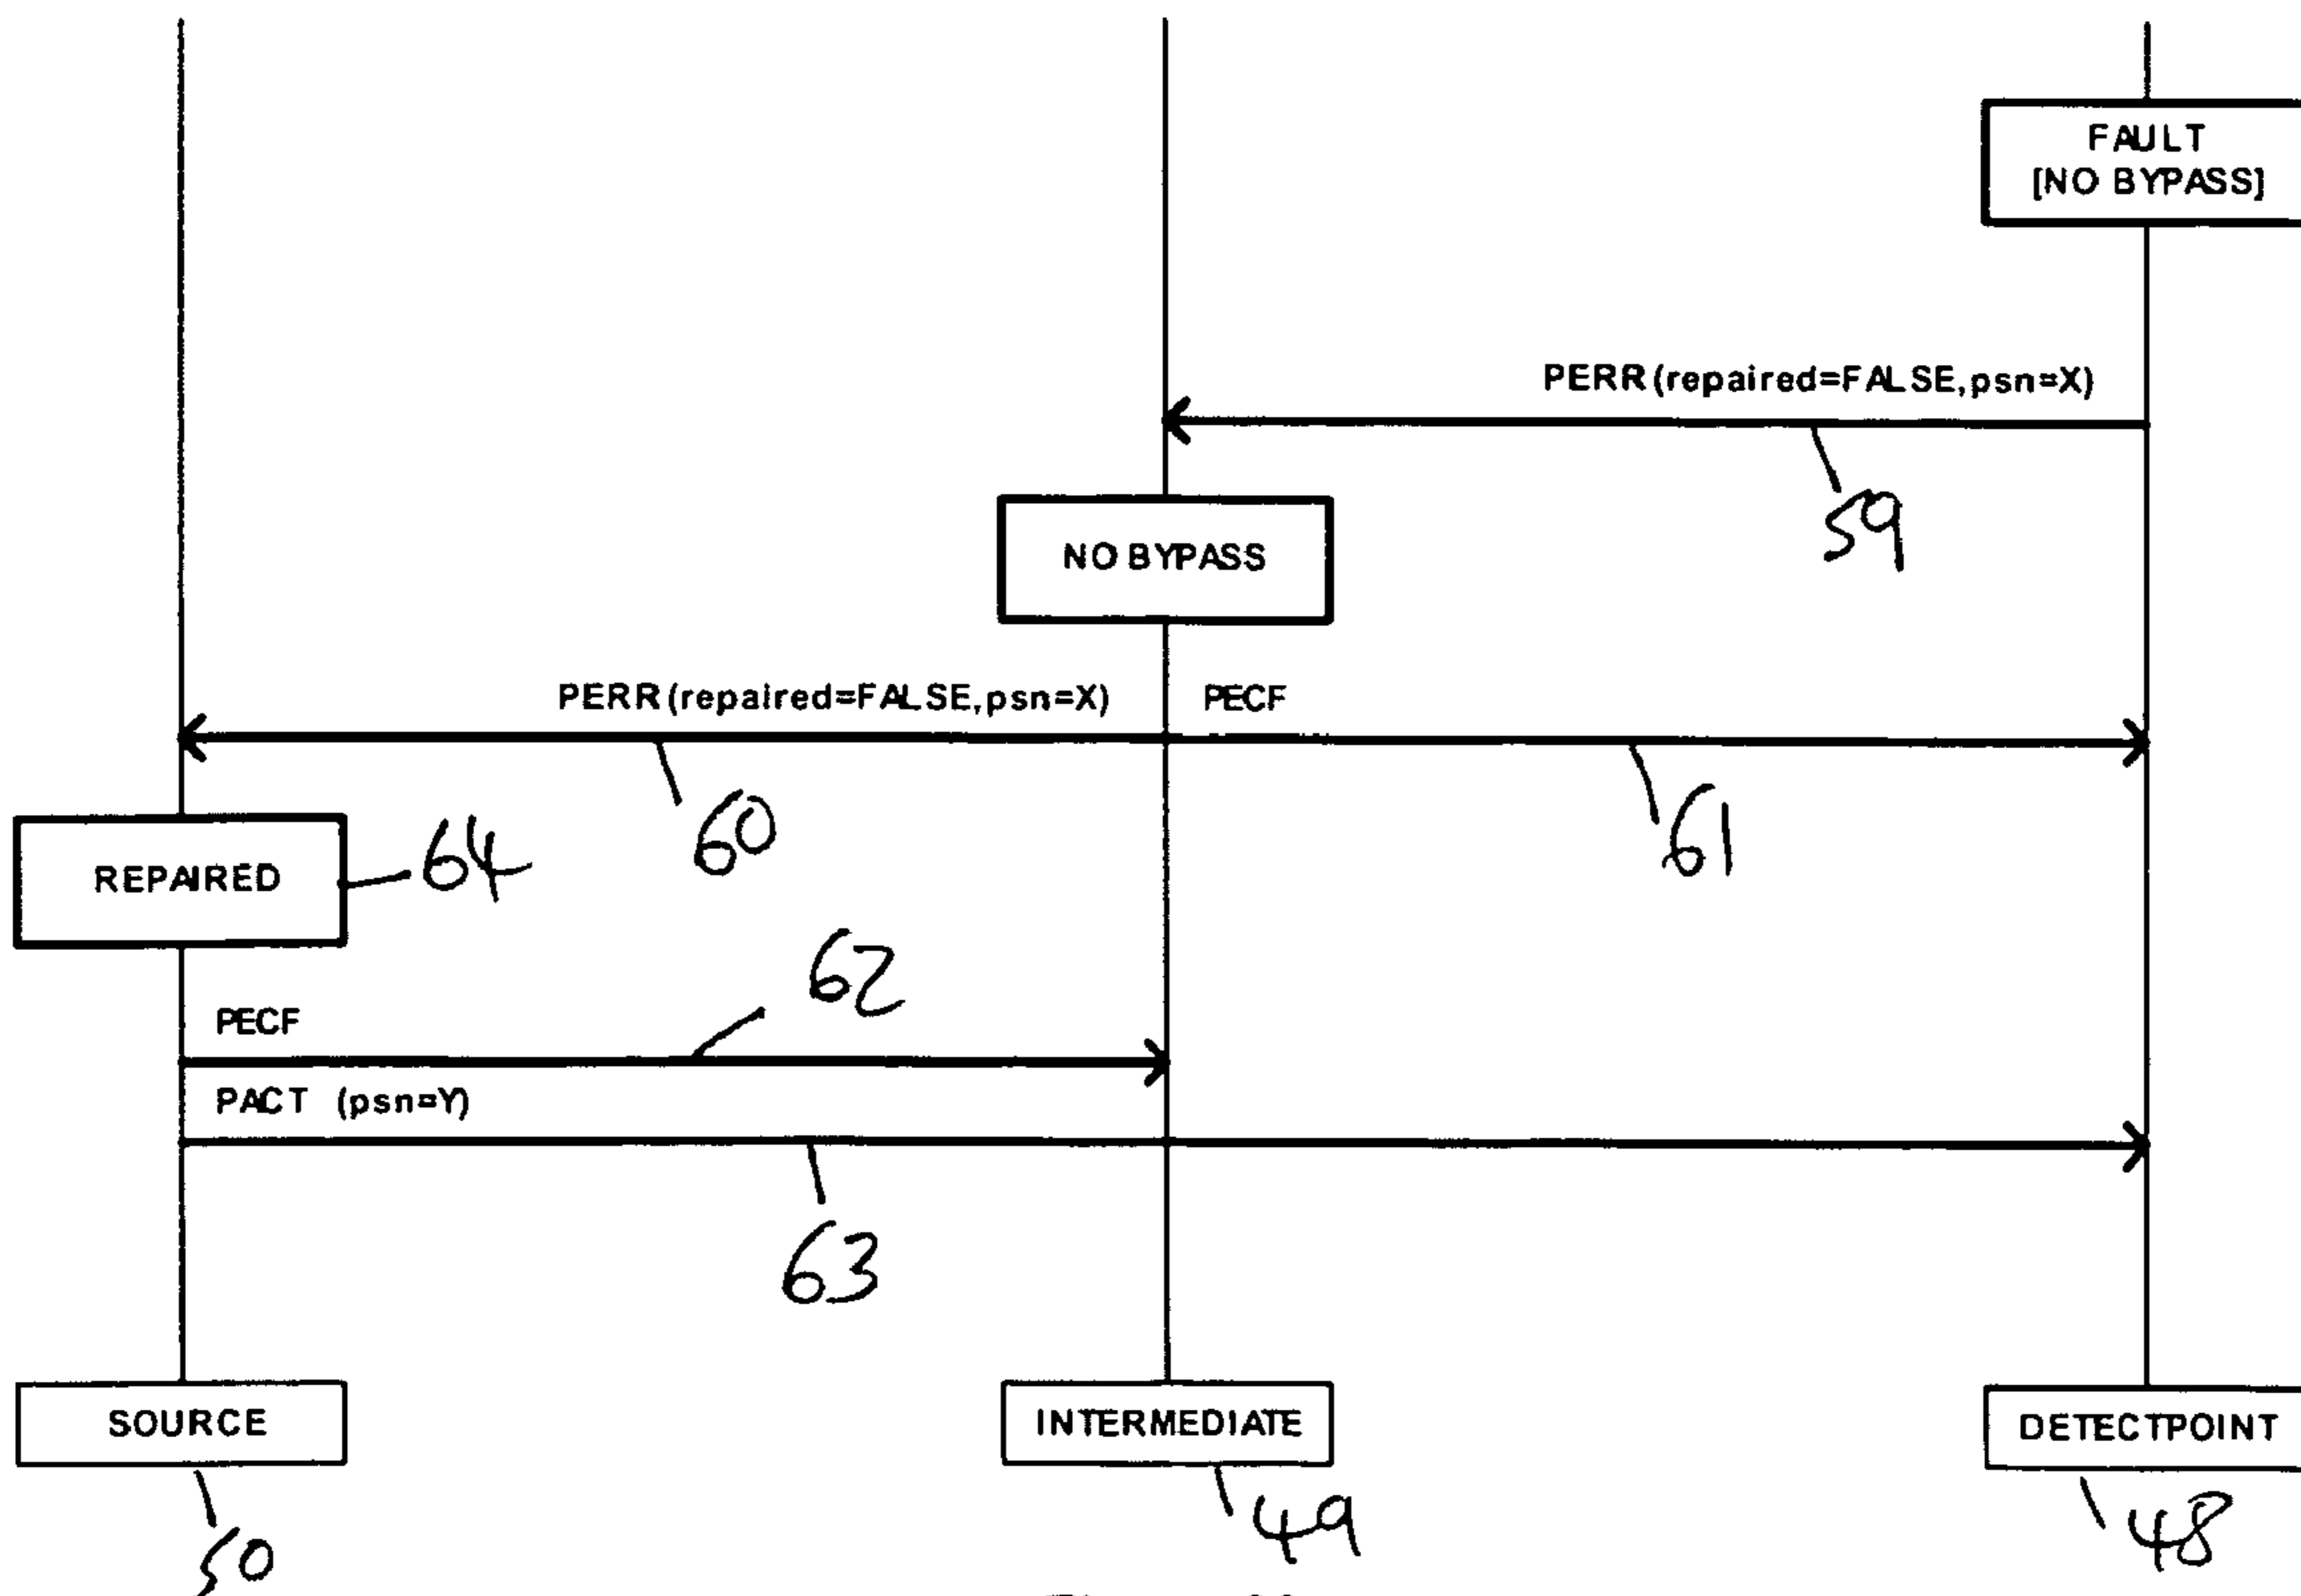 FAULT
[NO BYPASS]
PERR(repaired=FALSE,psn=X)
59
NO BYPASS
PERR(repaired=FALSE,psn=X)
PECF
60
61
REPAIRED
64
62
PECF
PACT (psn=Y)
63
SOURCE
INTERMEDIATE
DETECTPOINT
50
49
48